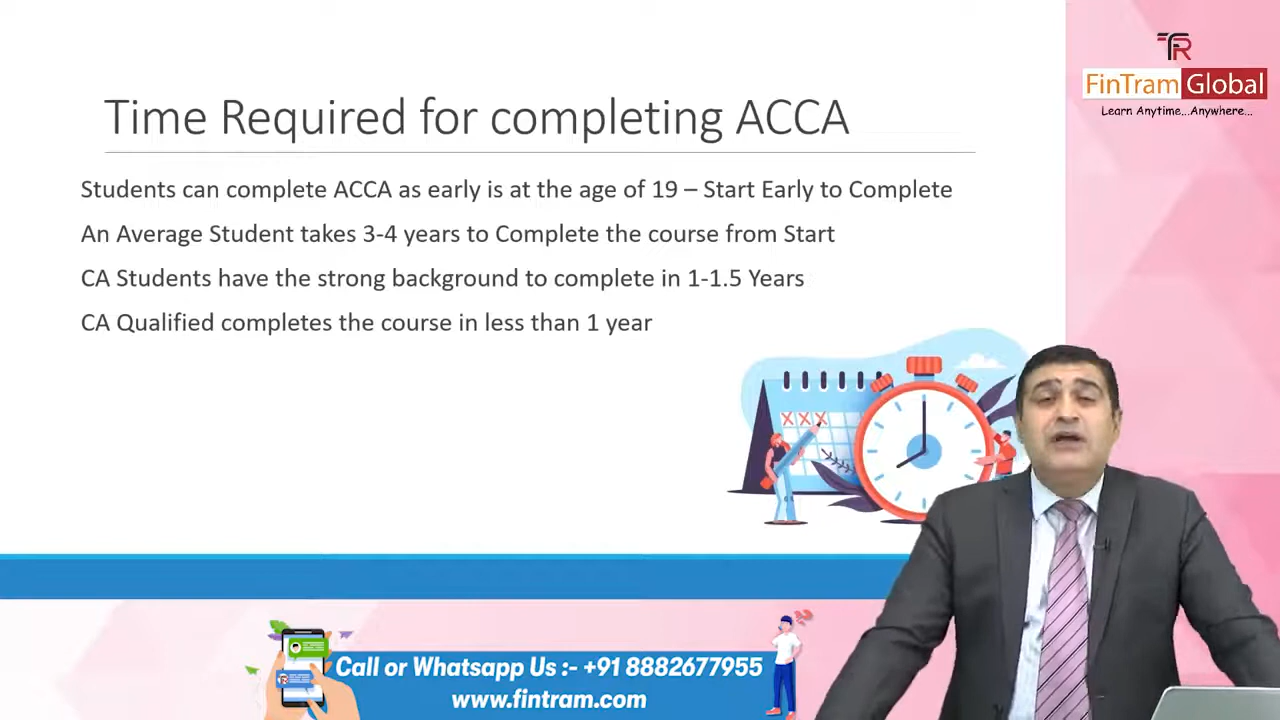 TR
FinTram Global
Learn Anytime...Anywhere...
Time Required for completing ACCA
Students can complete ACCA as early is at the age of 19 – Start Early to Complete
An Average Student takes 3-4 years to Complete the course from Start
CA Students have the strong background to complete in 1-1.5 Years
CA Qualified completes the course in less than 1 year
Call or Whatsapp Us :- +91 8882677955
www.fintram.com